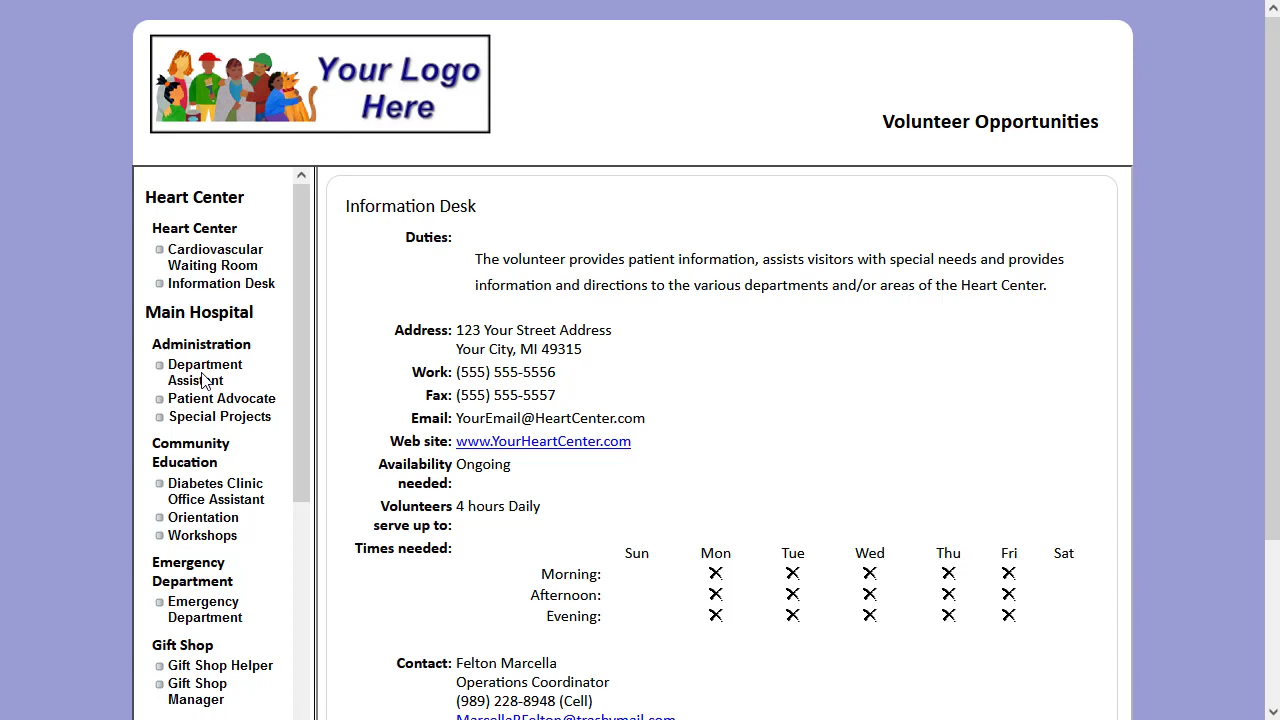 Your Logo
Here
Volunteer Opportunities
Heart Center
Heart Center
Cardiovascular
Waiting Room
Information Desk
Main Hospital
Administration
Department
Assistant
Patient Advocate
Special Projects
Community
Education
Diabetes Clinic
Office Assistant
Orientation
Workshops
Emergency
Department
Emergency
Department
Gift Shop
Gift Shop Helper
Gift Shop
Manager
Information Desk
Duties:
The volunteer provides patient information, assists visitors with special needs and provides
information and directions to the various departments and/or areas of the Heart Center.
Address: 123 Your Street Address
Your City, MI 49315
Work: (555) 555-5556
Fax: (555) 555-5557
Email: YourEmail@HeartCenter.com
Web site: www.YourHeartCenter.com
Availability Ongoing
needed:
Volunteers 4 hours Daily
serve up to:
Times needed:
Sun Mon Tue Wed Thu Fri Sat
Morning: X X X X X
Afternoon: X X X X X
Evening: X X X X X
Contact: Felton Marcella
Operations Coordinator
(989) 228-8948 (Cell)
MarcellaRFelton@trashymail.com